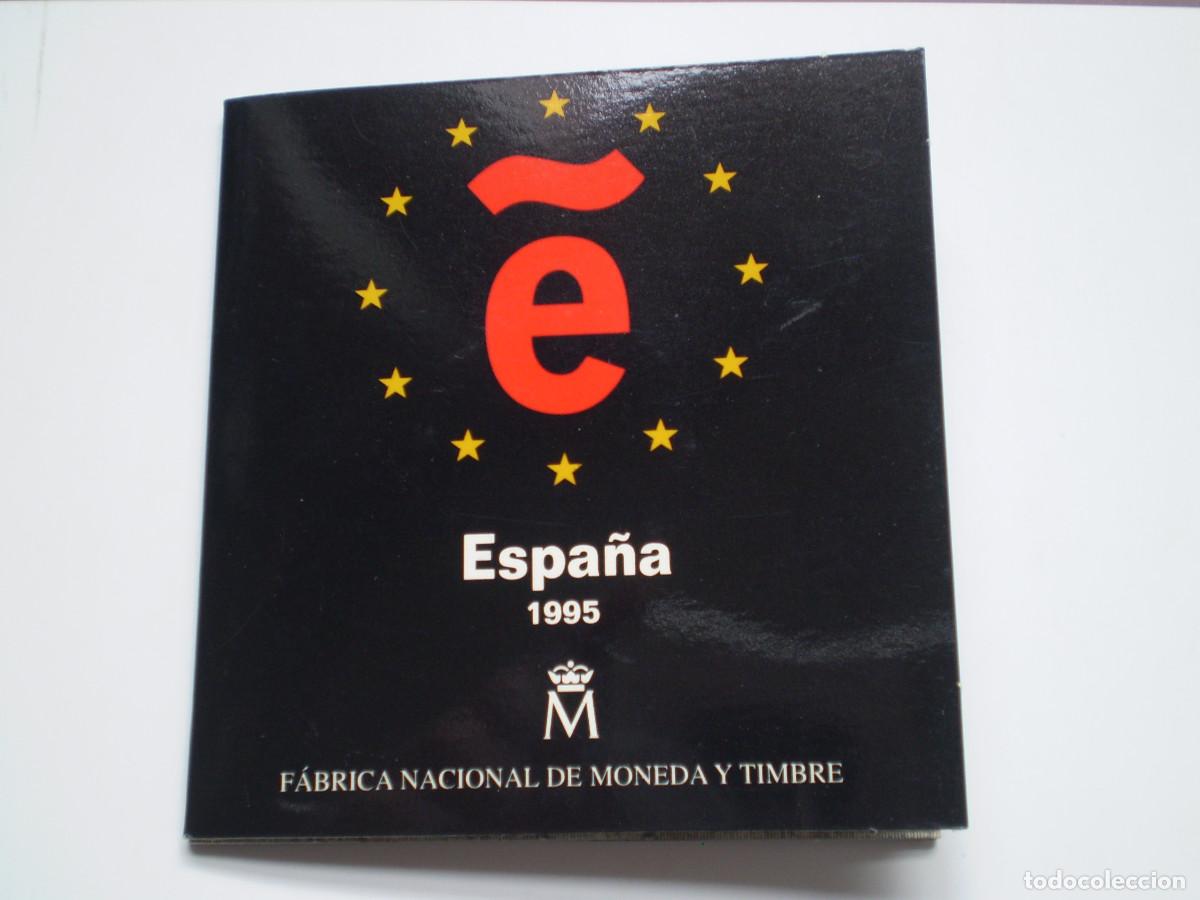 ẽ
España
1995
M
FÁBRICA NACIONAL DE MONEDA Y TIMBRE
todocoleccion